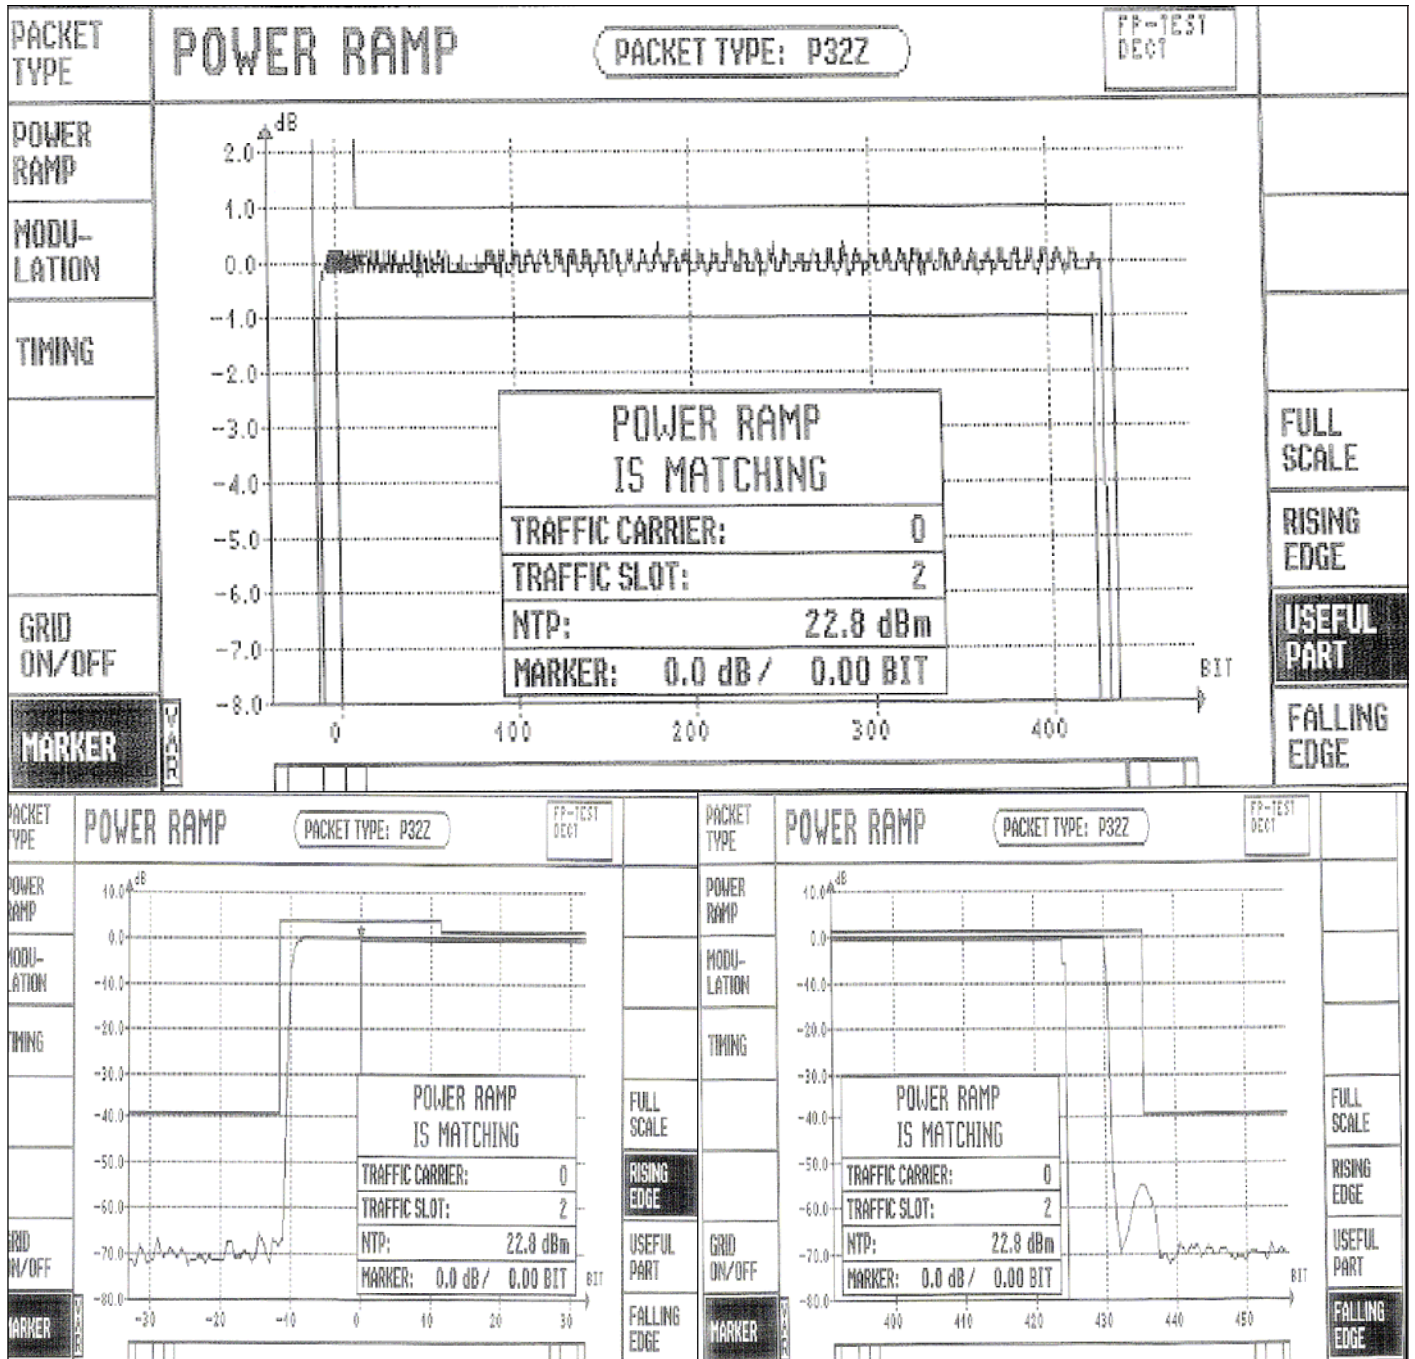 PACKET
TYPE
POWER RAMP
PACKET TYPE: P32Z
FP-TEST
DECT
POWER
RAMP
MODU-
LATION
TIMING
GRID
ON/OFF
MARKER
VAR
dB
2.0
1.0
0.0
-1.0
-2.0
-3.0
-4.0
-5.0
-6.0
-7.0
-8.0
0
100
200
300
400
BIT
POWER RAMP
IS MATCHING
TRAFFIC CARRIER: 0
TRAFFIC SLOT: 2
NTP: 22.8 dBm
MARKER: 0.0 dB / 0.00 BIT
FULL
SCALE
RISING
EDGE
USEFUL
PART
FALLING
EDGE
PACKET
TYPE
POWER RAMP
PACKET TYPE: P32Z
FP-TEST
DECT
POWER
RAMP
MODU-
LATION
TIMING
GRID
ON/OFF
MARKER
VAR
dB
10.0
0.0
-10.0
-20.0
-30.0
-40.0
-50.0
-60.0
-70.0
-80.0
-30
-20
-10
0
10
20
30
BIT
POWER RAMP
IS MATCHING
TRAFFIC CARRIER: 0
TRAFFIC SLOT: 2
NTP: 22.8 dBm
MARKER: 0.0 dB / 0.00 BIT
FULL
SCALE
RISING
EDGE
USEFUL
PART
FALLING
EDGE
PACKET
TYPE
POWER RAMP
PACKET TYPE: P32Z
FP-TEST
DECT
POWER
RAMP
MODU-
LATION
TIMING
GRID
ON/OFF
MARKER
VAR
dB
10.0
0.0
-10.0
-20.0
-30.0
-40.0
-50.0
-60.0
-70.0
-80.0
400
410
420
430
440
450
BIT
POWER RAMP
IS MATCHING
TRAFFIC CARRIER: 0
TRAFFIC SLOT: 2
NTP: 22.8 dBm
MARKER: 0.0 dB / 0.00 BIT
FULL
SCALE
RISING
EDGE
USEFUL
PART
FALLING
EDGE